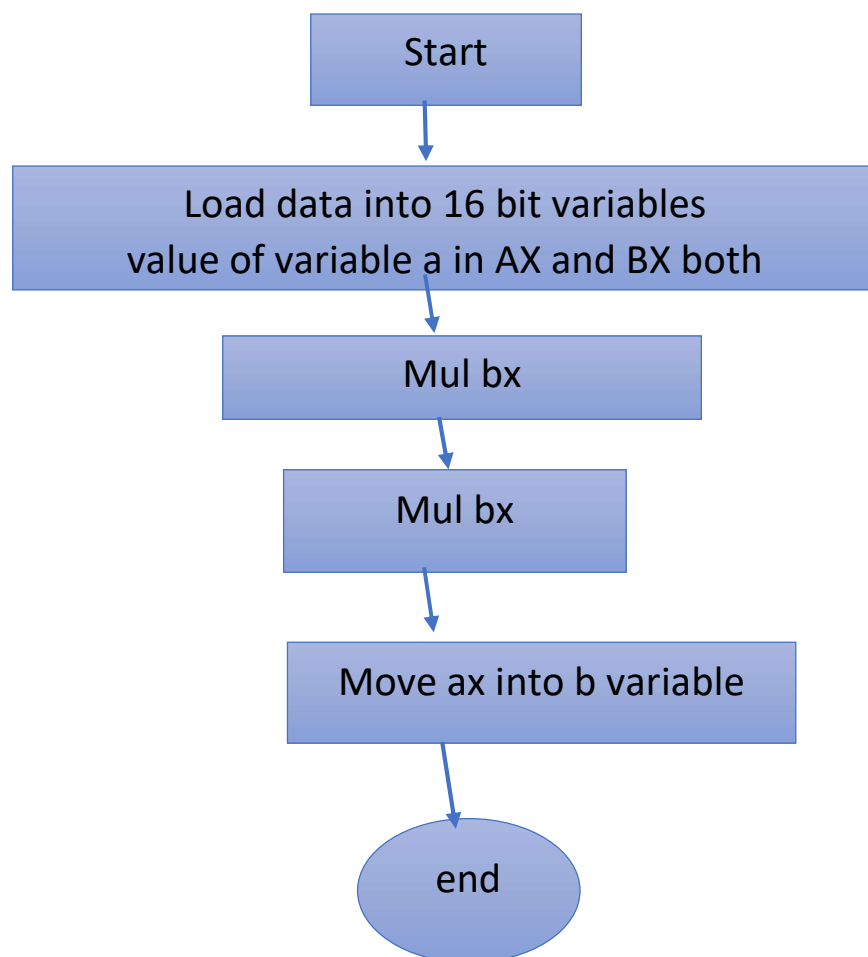 Start
Load data into 16 bit variables
value of variable a in AX and BX both
Mul bx
Mul bx
Move ax into b variable
end